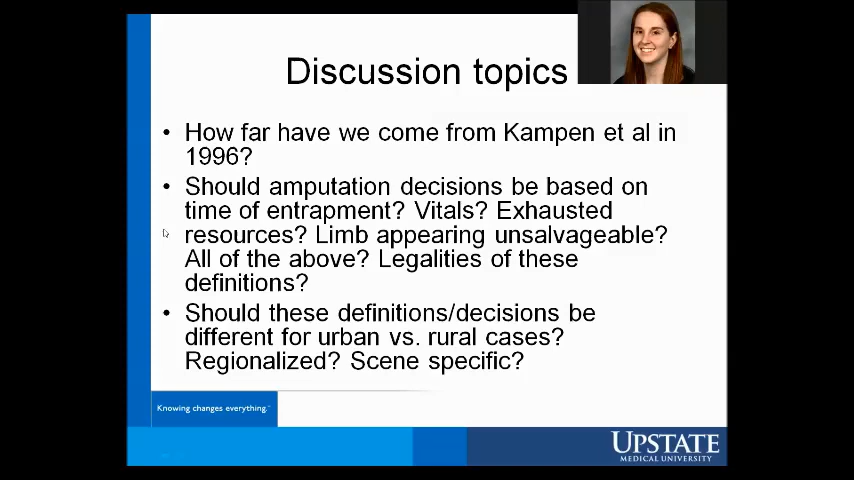 Discussion topics
• How far have we come from Kampen et al in
1996?
• Should amputation decisions be based on
time of entrapment? Vitals? Exhausted
resources? Limb appearing unsalvageable?
All of the above? Legalities of these
definitions?
• Should these definitions/decisions be
different for urban vs. rural cases?
Regionalized? Scene specific?
Knowing changes everything.™
UPSTATE
MEDICAL UNIVERSITY